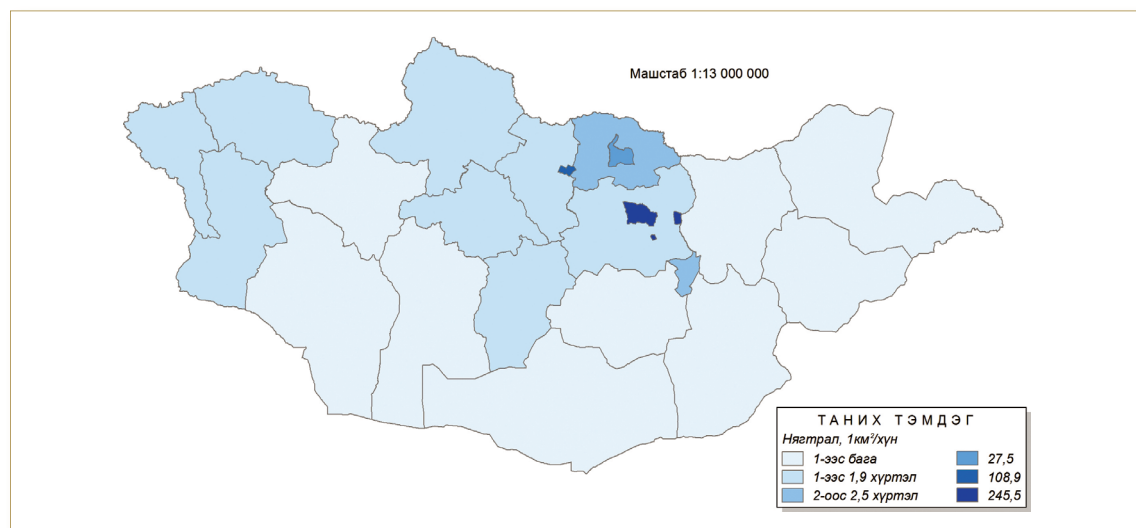 Машстаб 1:13 000 000
ТАНИХ ТЭМДЭГ
Нягтрал, 1км²/хүн
1-ээс бага
1-ээс 1,9 хүртэл
2-оос 2,5 хүртэл
27,5
108,9
245,5